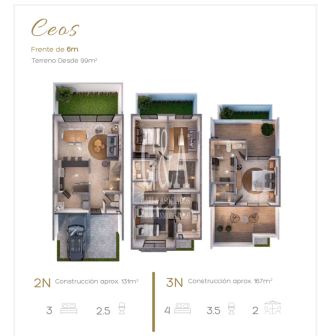 Ceos
Frente de 6m
Terreno Desde 99m²
2N Construcción aprox. 131m²
3N Construcción aprox. 167m²
3 2.5
4 3.5 2